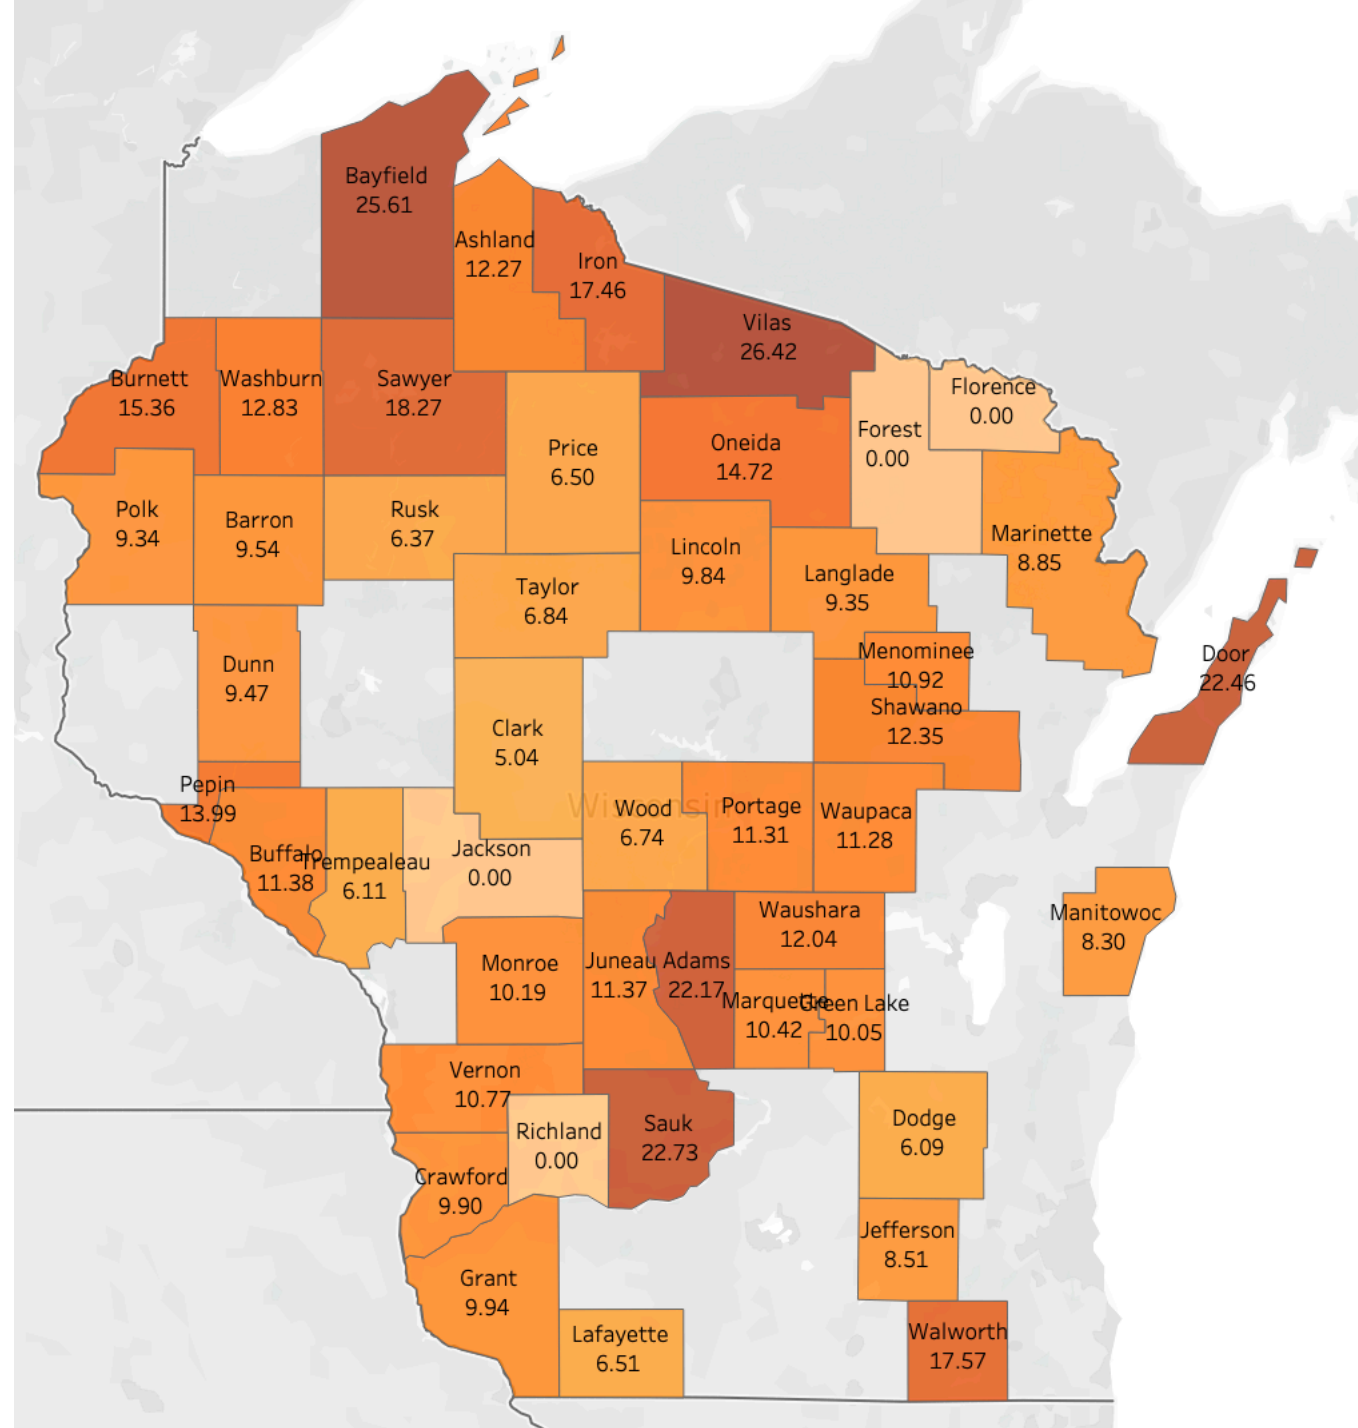 Bayfield
25.61
Ashland
12.27
Iron
17.46
Vilas
26.42
Burnett
15.36
Washburn
12.83
Sawyer
18.27
Florence
0.00
Price
6.50
Oneida
14.72
Forest
0.00
Polk
9.34
Barron
9.54
Rusk
6.37
Lincoln
9.84
Marinette
8.85
Langlade
9.35
Taylor
6.84
Dunn
9.47
Menominee
10.92
Door
22.46
Shawano
12.35
Clark
5.04
Pepin
13.99
Wisconsin
Wood
6.74
Portage
11.31
Waupaca
11.28
Buffalo
11.38
Trempealeau
6.11
Jackson
0.00
Waushara
12.04
Manitowoc
8.30
Monroe
10.19
Juneau
11.37
Adams
22.17
Marquette
10.42
Green Lake
10.05
Vernon
10.77
Richland
0.00
Sauk
22.73
Dodge
6.09
Crawford
9.90
Jefferson
8.51
Grant
9.94
Lafayette
6.51
Walworth
17.57